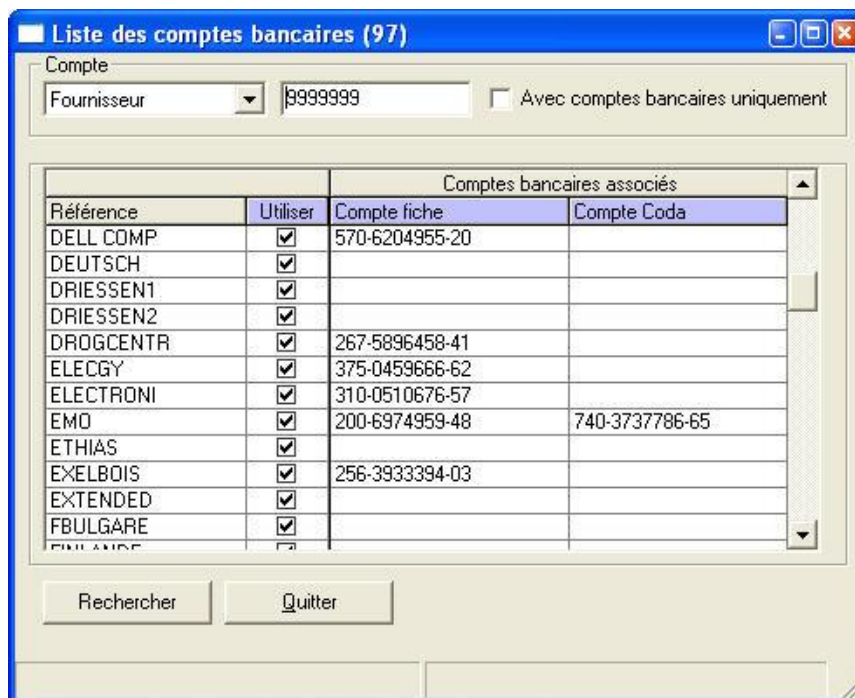 Liste des comptes bancaires (97)
Compte
Fournisseur 9999999 Avec comptes bancaires uniquement
Comptes bancaires associés
Référence Utiliser Compte fiche Compte Coda
DELL COMP 570-6204955-20
DEUTSCH
DRIESSEN1
DRIESSEN2
DROGCENTR 267-5896458-41
ELECGY 375-0459666-62
ELECTRONI 310-0510676-57
EMO 200-6974959-48 740-3737786-65
ETHIAS
EXELBOIS 256-3933394-03
EXTENDED
FBULGARE
FINLANDE
Rechercher Quitter